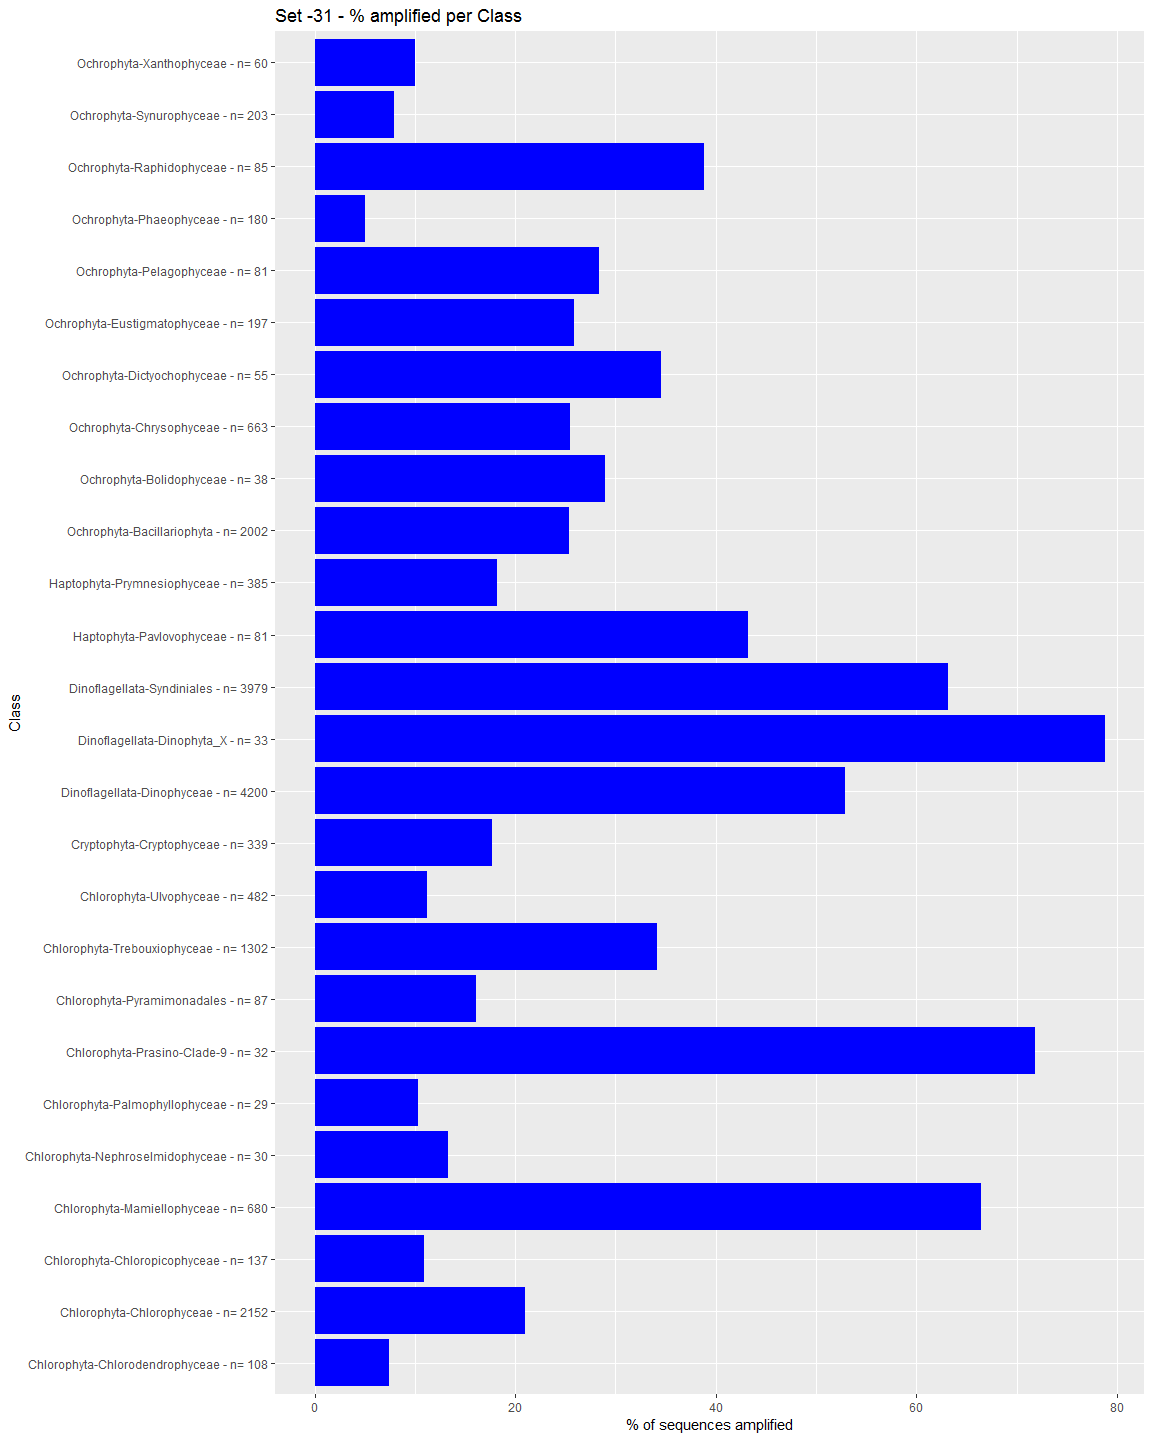 Set -31 - % amplified per Class
Ochrophyta-Xanthophyceae - n= 60
Ochrophyta-Synurophyceae - n= 203
Ochrophyta-Raphidophyceae - n= 85
Ochrophyta-Phaeophyceae - n= 180
Ochrophyta-Pelagophyceae - n= 81
Ochrophyta-Eustigmatophyceae - n= 197
Ochrophyta-Dictyochophyceae - n= 55
Ochrophyta-Chrysophyceae - n= 663
Ochrophyta-Bolidophyceae - n= 38
Ochrophyta-Bacillariophyta - n= 2002
Haptophyta-Prymnesiophyceae - n= 385
Haptophyta-Pavlovophyceae - n= 81
Dinoflagellata-Syndiniales - n= 3979
Dinoflagellata-Dinophyta_X - n= 33
Dinoflagellata-Dinophyceae - n= 4200
Cryptophyta-Cryptophyceae - n= 339
Chlorophyta-Ulvophyceae - n= 482
Chlorophyta-Trebouxiophyceae - n= 1302
Chlorophyta-Pyramimonadales - n= 87
Chlorophyta-Prasino-Clade-9 - n= 32
Chlorophyta-Palmophyllophyceae - n= 29
Chlorophyta-Nephroselmidophyceae - n= 30
Chlorophyta-Mamiellophyceae - n= 680
Chlorophyta-Chloropicophyceae - n= 137
Chlorophyta-Chlorophyceae - n= 2152
Chlorophyta-Chlorodendrophyceae - n= 108
Class
0 20 40 60 80
% of sequences amplified